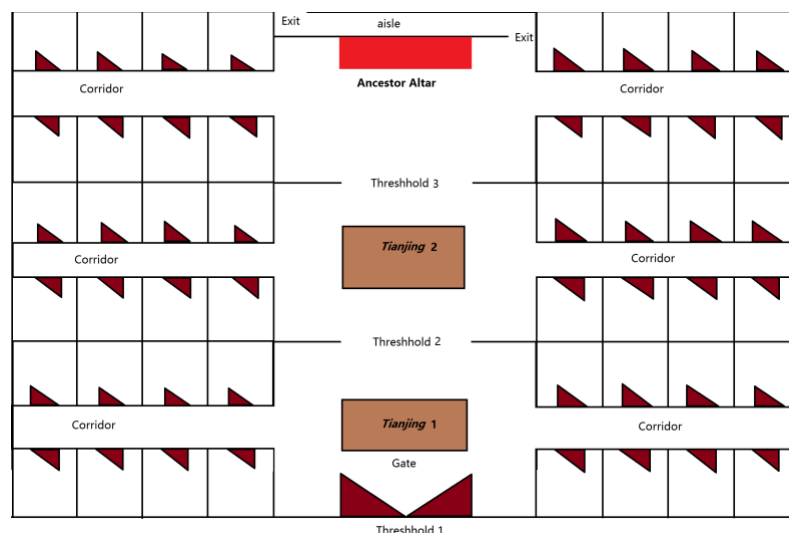 Exit
aisle
Exit
Ancestor Altar
Corridor
Corridor
Threshhold 3
Tianjing 2
Corridor
Corridor
Threshhold 2
Tianjing 1
Corridor
Corridor
Gate
Threshhold 1